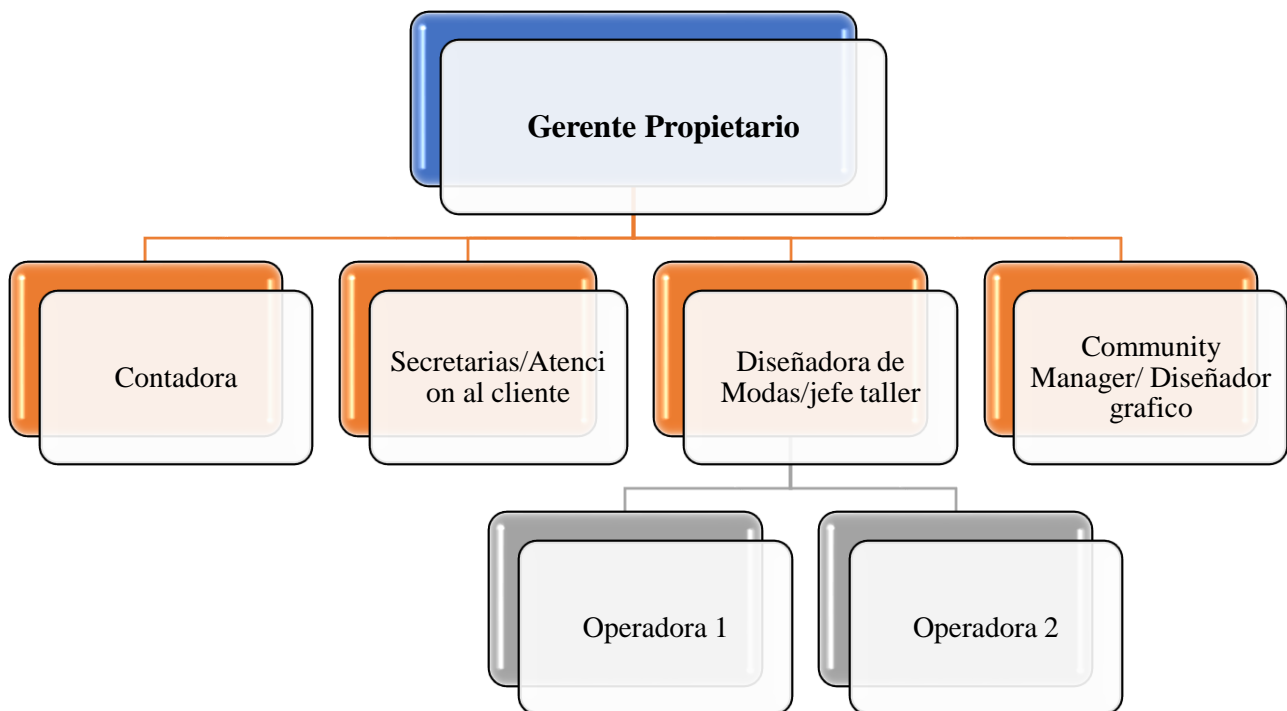 Gerente Propietario
Contadora
Secretarias/Atenci
on al cliente
Diseñadora de
Modas/jefe taller
Community
Manager/ Diseñador
grafico
Operadora 1
Operadora 2